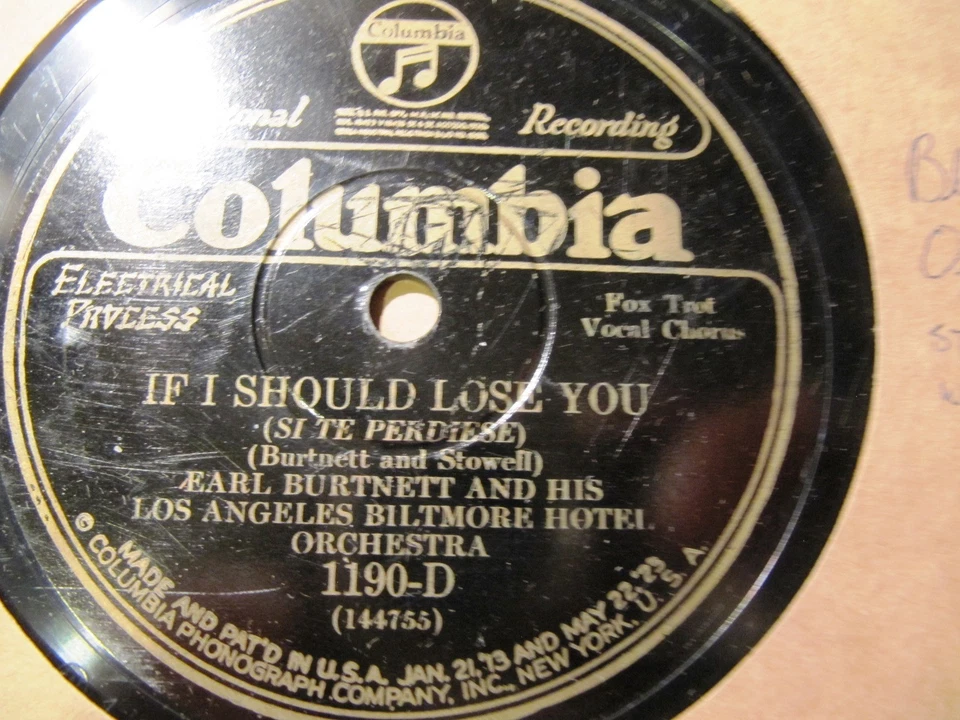 Columbia
Recording
Columbia
ELECTRICAL
PROCESS
Fox Trot
Vocal Chorus
IF I SHOULD LOSE YOU
(SI TE PERDIESE)
(Burtnett and Stowell)
EARL BURTNETT AND HIS
LOS ANGELES BILTMORE HOTEL
ORCHESTRA
1190-D
(144755)
MADE AND PAT'D IN U.S.A. JAN. 21,'13 AND MAY 22,'23
© COLUMBIA PHONOGRAPH COMPANY, INC., NEW YORK, U.S.A.